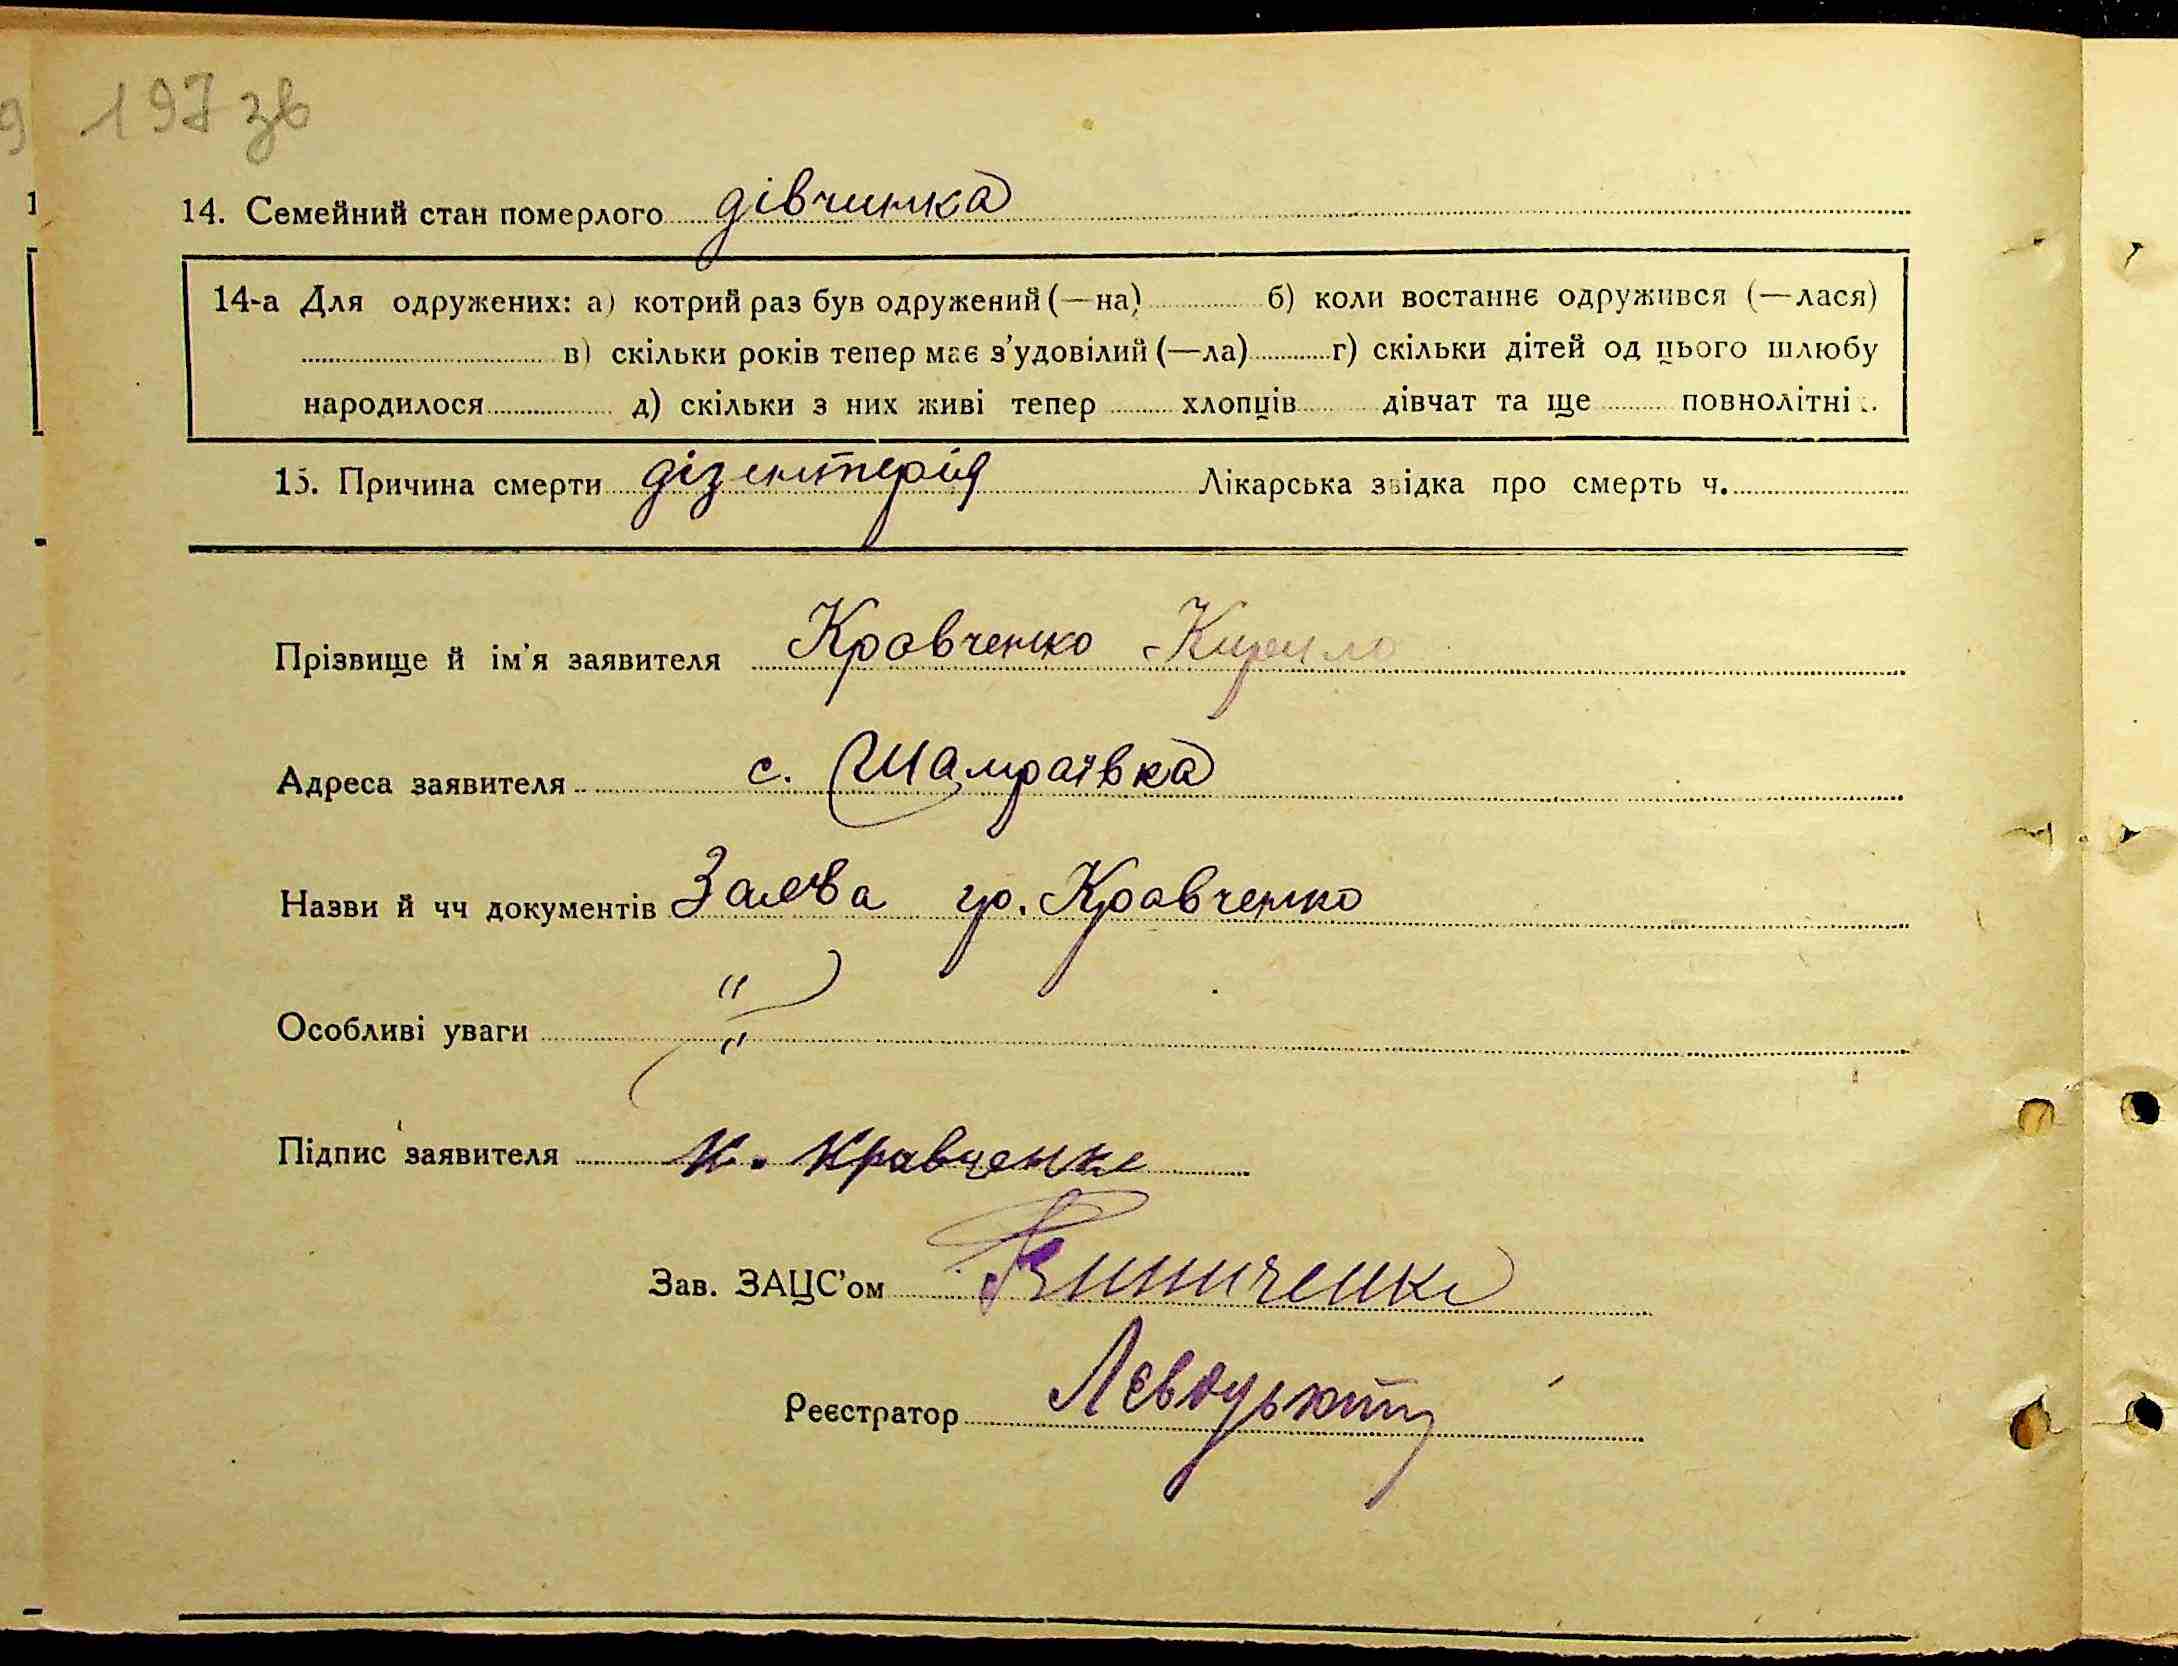 197 зв
14. Семейний стан померлого дівчинка
14-а Для одружених: а) котрий раз був одружений (—на) б) коли востаннє одружився (—лася)
в) скільки років тепер має з'удовілий (—ла) г) скільки дітей од цього шлюбу
народилося д) скільки з них живі тепер хлопців дівчат та ще повнолітні
15. Причина смерти дізентерія Лікарська звідка про смерть ч.
Прізвище й ім'я заявителя Кравченко Кирило
Адреса заявителя с. Шамраївка
Назви й чч документів Заява гр. Кравченко
Особливі уваги
Підпис заявителя К. Кравченко
Зав. ЗАЦС'ом Винниченко
Реєстратор